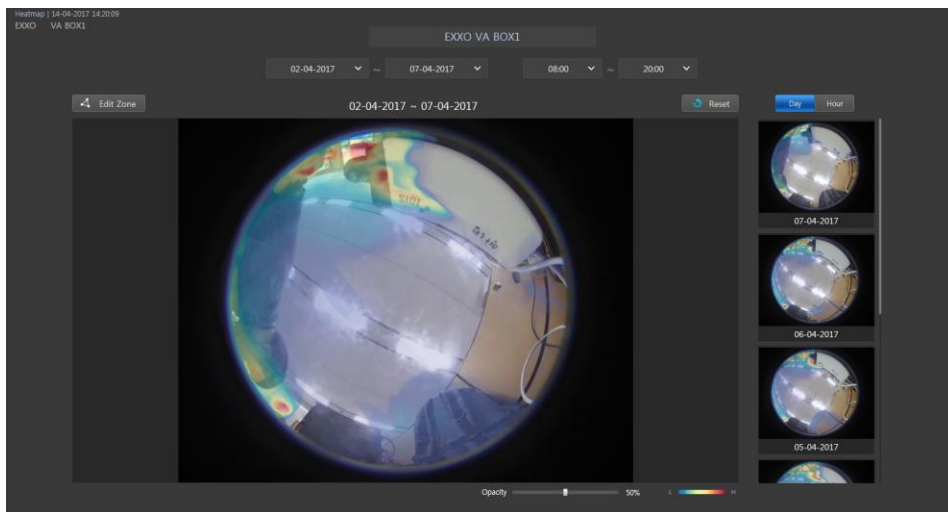 Heatmap | 14-04-2017 14:20:09
EXXO VA BOX1
EXXO VA BOX1
02-04-2017 ~ 07-04-2017 08:00 ~ 20:00
Edit Zone
02-04-2017 ~ 07-04-2017
Reset
Day Hour
07-04-2017
06-04-2017
05-04-2017
Opacity 50% L H